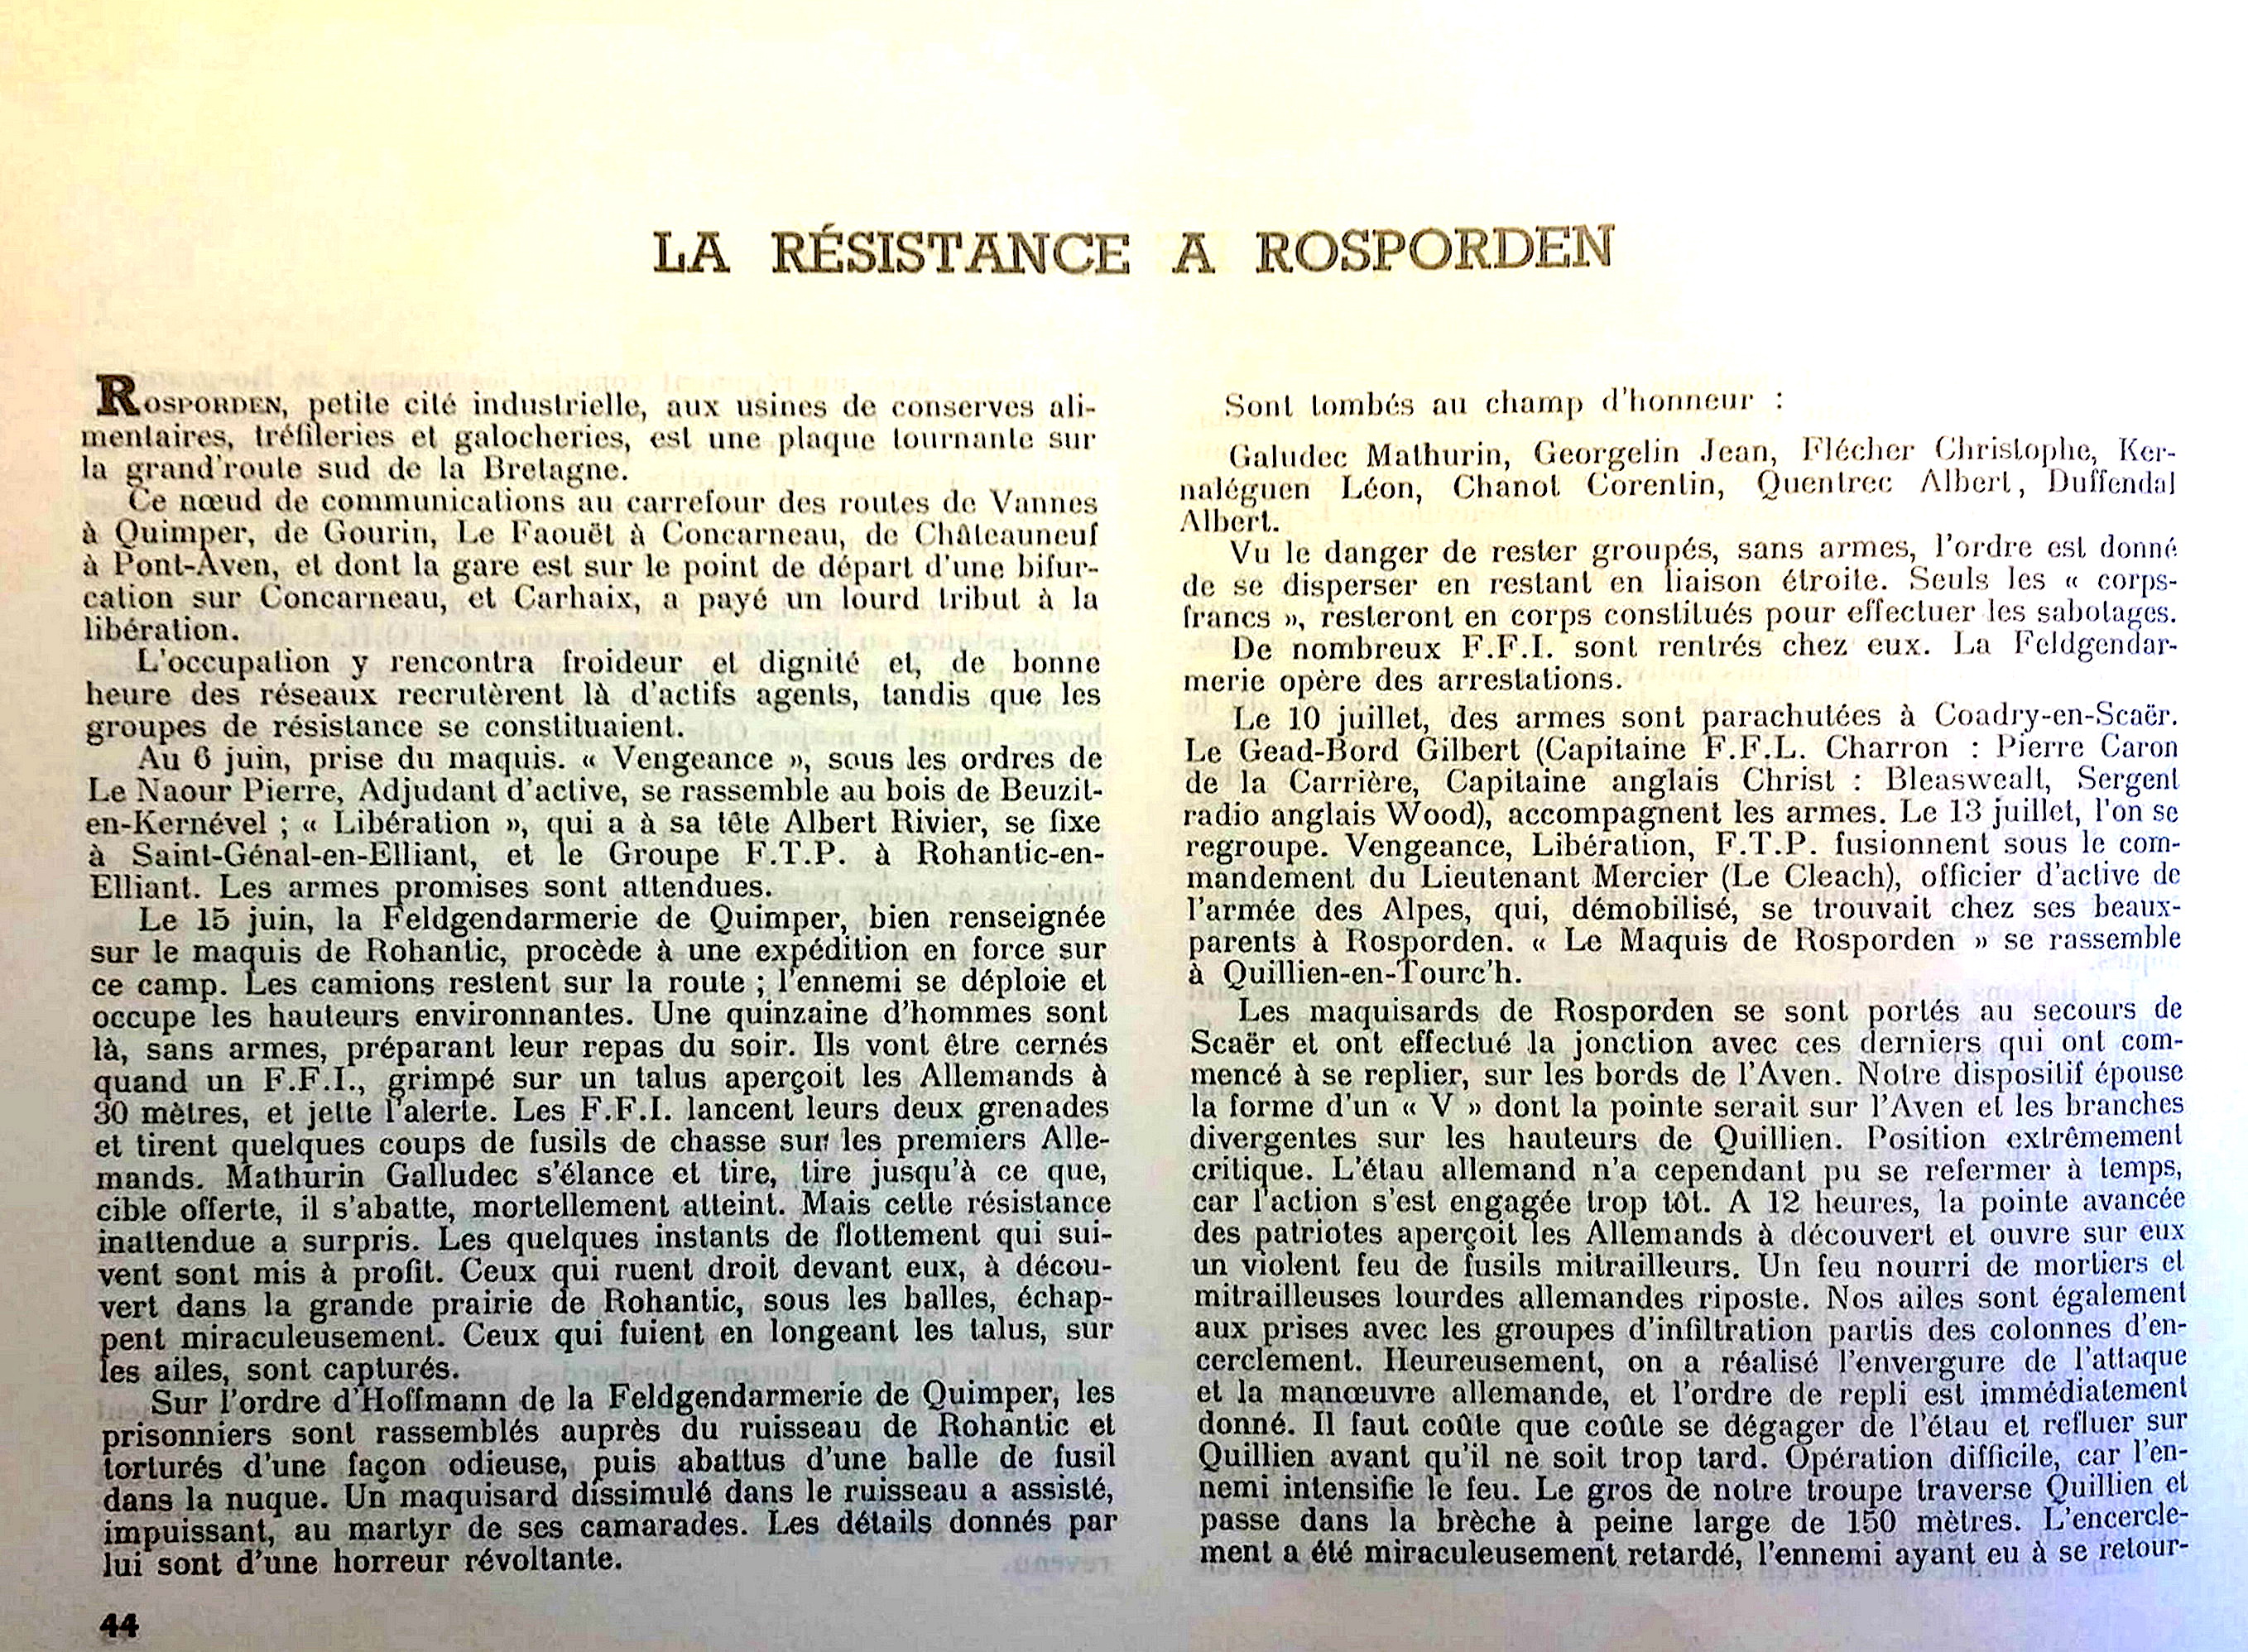 LA RÉSISTANCE A ROSPORDEN
ROSPORDEN, petite cité industrielle, aux usines de conserves ali-
mentaires, tréfileries et galocheries, est une plaque tournante sur
la grand'route sud de la Bretagne.
Ce nœud de communications au carrefour des routes de Vannes
à Quimper, de Gourin, Le Faouët à Concarneau, de Châteauneuf
à Pont-Aven, et dont la gare est sur le point de départ d'une bifur-
cation sur Concarneau, et Carhaix, a payé un lourd tribut à la
libération.
L'occupation y rencontra froideur et dignité et, de bonne
heure des réseaux recrutèrent là d'actifs agents, tandis que les
groupes de résistance se constituaient.
Au 6 juin, prise du maquis. « Vengeance », sous les ordres de
Le Naour Pierre, Adjudant d'active, se rassemble au bois de Beuzit-
en-Kernével ; « Libération », qui a à sa tête Albert Rivier, se fixe
à Saint-Génal-en-Elliant, et le Groupe F.T.P. à Rohantic-en-
Elliant. Les armes promises sont attendues.
Le 15 juin, la Feldgendarmerie de Quimper, bien renseignée
sur le maquis de Rohantic, procède à une expédition en force sur
ce camp. Les camions restent sur la route ; l'ennemi se déploie et
occupe les hauteurs environnantes. Une quinzaine d'hommes sont
là, sans armes, préparant leur repas du soir. Ils vont être cernés
quand un F.F.I., grimpé sur un talus aperçoit les Allemands à
30 mètres, et jette l'alerte. Les F.F.I. lancent leurs deux grenades
et tirent quelques coups de fusils de chasse sur les premiers Alle-
mands. Mathurin Galludec s'élance et tire, tire jusqu'à ce que,
cible offerte, il s'abatte, mortellement atteint. Mais cette résistance
inattendue a surpris. Les quelques instants de flottement qui sui-
vent sont mis à profit. Ceux qui ruent droit devant eux, à décou-
vert dans la grande prairie de Rohantic, sous les balles, échap-
pent miraculeusement. Ceux qui fuient en longeant les talus, sur
les ailes, sont capturés.
Sur l'ordre d'Hoffmann de la Feldgendarmerie de Quimper, les
prisonniers sont rassemblés auprès du ruisseau de Rohantic et
torturés d'une façon odieuse, puis abattus d'une balle de fusil
dans la nuque. Un maquisard dissimulé dans le ruisseau a assisté,
impuissant, au martyr de ses camarades. Les détails donnés par
lui sont d'une horreur révoltante.
44
Sont tombés au champ d'honneur :
Galudec Mathurin, Georgelin Jean, Flécher Christophe, Ker-
naléguen Léon, Chanot Corentin, Quentrec Albert, Duffendal
Albert.
Vu le danger de rester groupés, sans armes, l'ordre est donné
de se disperser en restant en liaison étroite. Seuls les « corps-
francs », resteront en corps constitués pour effectuer les sabotages.
De nombreux F.F.I. sont rentrés chez eux. La Feldgendar-
merie opère des arrestations.
Le 10 juillet, des armes sont parachutées à Coadry-en-Scaër.
Le Gead-Bord Gilbert (Capitaine F.F.L. Charron : Pierre Caron
de la Carrière, Capitaine anglais Christ : Bleaswealt, Sergent
radio anglais Wood), accompagnent les armes. Le 13 juillet, l'on se
regroupe. Vengeance, Libération, F.T.P. fusionnent sous le com-
mandement du Lieutenant Mercier (Le Cleach), officier d'active de
l'armée des Alpes, qui, démobilisé, se trouvait chez ses beaux-
parents à Rosporden. « Le Maquis de Rosporden » se rassemble
à Quillien-en-Tourc'h.
Les maquisards de Rosporden se sont portés au secours de
Scaër et ont effectué la jonction avec ces derniers qui ont com-
mencé à se replier, sur les bords de l'Aven. Notre dispositif épouse
la forme d'un « V » dont la pointe serait sur l'Aven et les branches
divergentes sur les hauteurs de Quillien. Position extrêmement
critique. L'étau allemand n'a cependant pu se refermer à temps,
car l'action s'est engagée trop tôt. A 12 heures, la pointe avancée
des patriotes aperçoit les Allemands à découvert et ouvre sur eux
un violent feu de fusils mitrailleurs. Un feu nourri de mortiers et
mitrailleuses lourdes allemandes riposte. Nos ailes sont également
aux prises avec les groupes d'infiltration partis des colonnes d'en-
cerclement. Heureusement, on a réalisé l'envergure de l'attaque
et la manœuvre allemande, et l'ordre de repli est immédiatement
donné. Il faut coûte que coûte se dégager de l'étau et refluer sur
Quillien avant qu'il ne soit trop tard. Opération difficile, car l'en-
nemi intensifie le feu. Le gros de notre troupe traverse Quillien et
passe dans la brèche à peine large de 150 mètres. L'encercle-
ment a été miraculeusement retardé, l'ennemi ayant eu à se retour-